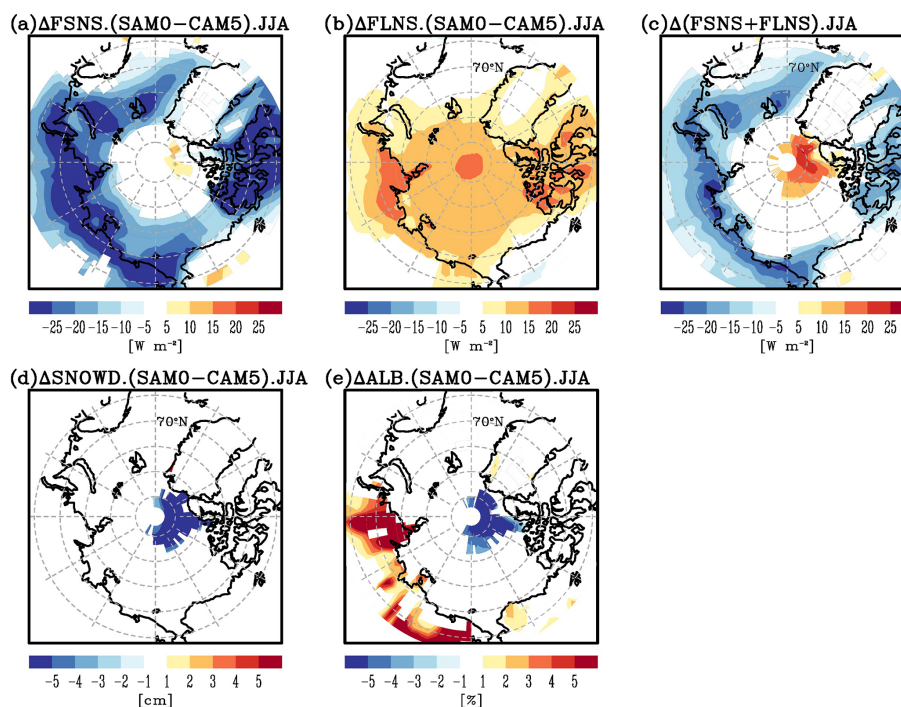 (a)ΔFSNS.(SAM0−CAM5).JJA
(b)ΔFLNS.(SAM0−CAM5).JJA
(c)Δ(FSNS+FLNS).JJA
70°N
70°N
-25 -20 -15 -10 -5 5 10 15 20 25
[W m⁻²]
-25 -20 -15 -10 -5 5 10 15 20 25
[W m⁻²]
-25 -20 -15 -10 -5 5 10 15 20 25
[W m⁻²]
(d)ΔSNOWD.(SAM0−CAM5).JJA
(e)ΔALB.(SAM0−CAM5).JJA
70°N
70°N
-5 -4 -3 -2 -1 1 2 3 4 5
[cm]
-5 -4 -3 -2 -1 1 2 3 4 5
[%]